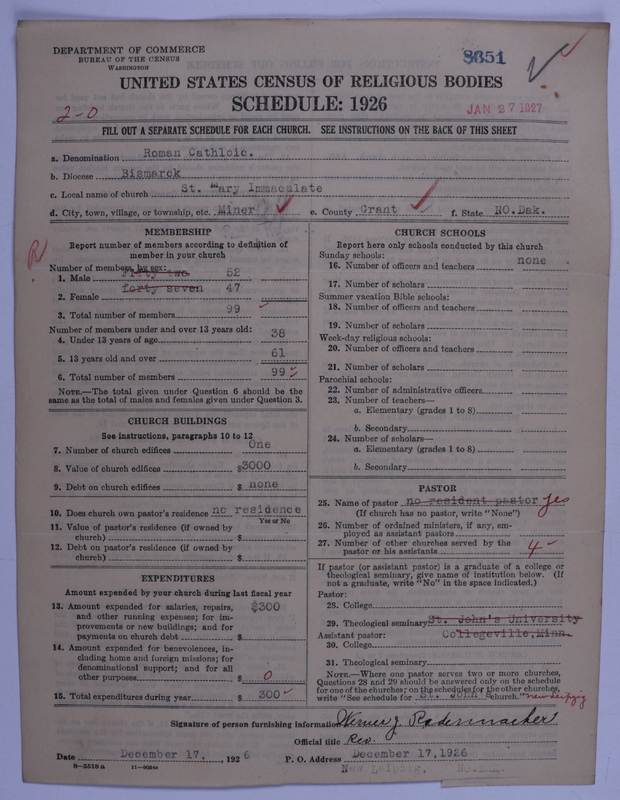 DEPARTMENT OF COMMERCE
BUREAU OF THE CENSUS
WASHINGTON
8351
UNITED STATES CENSUS OF RELIGIOUS BODIES
SCHEDULE: 1926
2-0
JAN 27 1927
FILL OUT A SEPARATE SCHEDULE FOR EACH CHURCH. SEE INSTRUCTIONS ON THE BACK OF THIS SHEET
a. Denomination Roman Cathloic.
b. Diocese Bismarck
c. Local name of church St. Mary Immaculate
d. City, town, village, or township, etc. Miner e. County Grant f. State NO.Dak.
MEMBERSHIP
Report number of members according to definition of
member in your church
R
Number of members, by sex:
1. Male fifty two 52
2. Female forty seven 47
3. Total number of members 99
Number of members under and over 13 years old:
4. Under 13 years of age 38
5. 13 years old and over 61
6. Total number of members 99
NOTE.—The total given under Question 6 should be the
same as the total of males and females given under Question 3.
CHURCH BUILDINGS
See instructions, paragraphs 10 to 12
7. Number of church edifices One
8. Value of church edifices $3000
9. Debt on church edifices $ none
10. Does church own pastor's residence no residence
Yes or No
11. Value of pastor's residence (if owned by
church) $
12. Debt on pastor's residence (if owned by
church) $
EXPENDITURES
Amount expended by your church during last fiscal year
13. Amount expended for salaries, repairs, $300
and other running expenses; for im-
provements or new buildings; and for
payments on church debt $
14. Amount expended for benevolences, in-
cluding home and foreign missions; for
denominational support; and for all
other purposes $ 0
15. Total expenditures during year $ 300
CHURCH SCHOOLS
Report here only schools conducted by this church
Sunday schools:
16. Number of officers and teachers none
17. Number of scholars
Summer vacation Bible schools:
18. Number of officers and teachers
19. Number of scholars
Week-day religious schools:
20. Number of officers and teachers
21. Number of scholars
Parochial schools:
22. Number of administrative officers
23. Number of teachers—
a. Elementary (grades 1 to 8)
b. Secondary
24. Number of scholars—
a. Elementary (grades 1 to 8)
b. Secondary
PASTOR
25. Name of pastor no resident pastor yes
(If church has no pastor, write "None")
26. Number of ordained ministers, if any, em-
ployed as assistant pastors
27. Number of other churches served by the
pastor or his assistants 4
If pastor (or assistant pastor) is a graduate of a college or
theological seminary, give name of institution below. (If
not a graduate, write "No" in the space indicated.)
Pastor:
28. College
29. Theological seminary St. John's University
Assistant pastor: Collegeville, Minn.
30. College
31. Theological seminary
NOTE.—Where one pastor serves two or more churches,
Questions 28 and 29 should be answered only on the schedule
for one of the churches; on the schedules for the other churches,
write "See schedule for St. John's church." new Leipzig
Signature of person furnishing information Werner J. Rademacher
Official title Rev.
Date December 17, 1926 P. O. Address December 17,1926
8-5518a
New Leipzig,